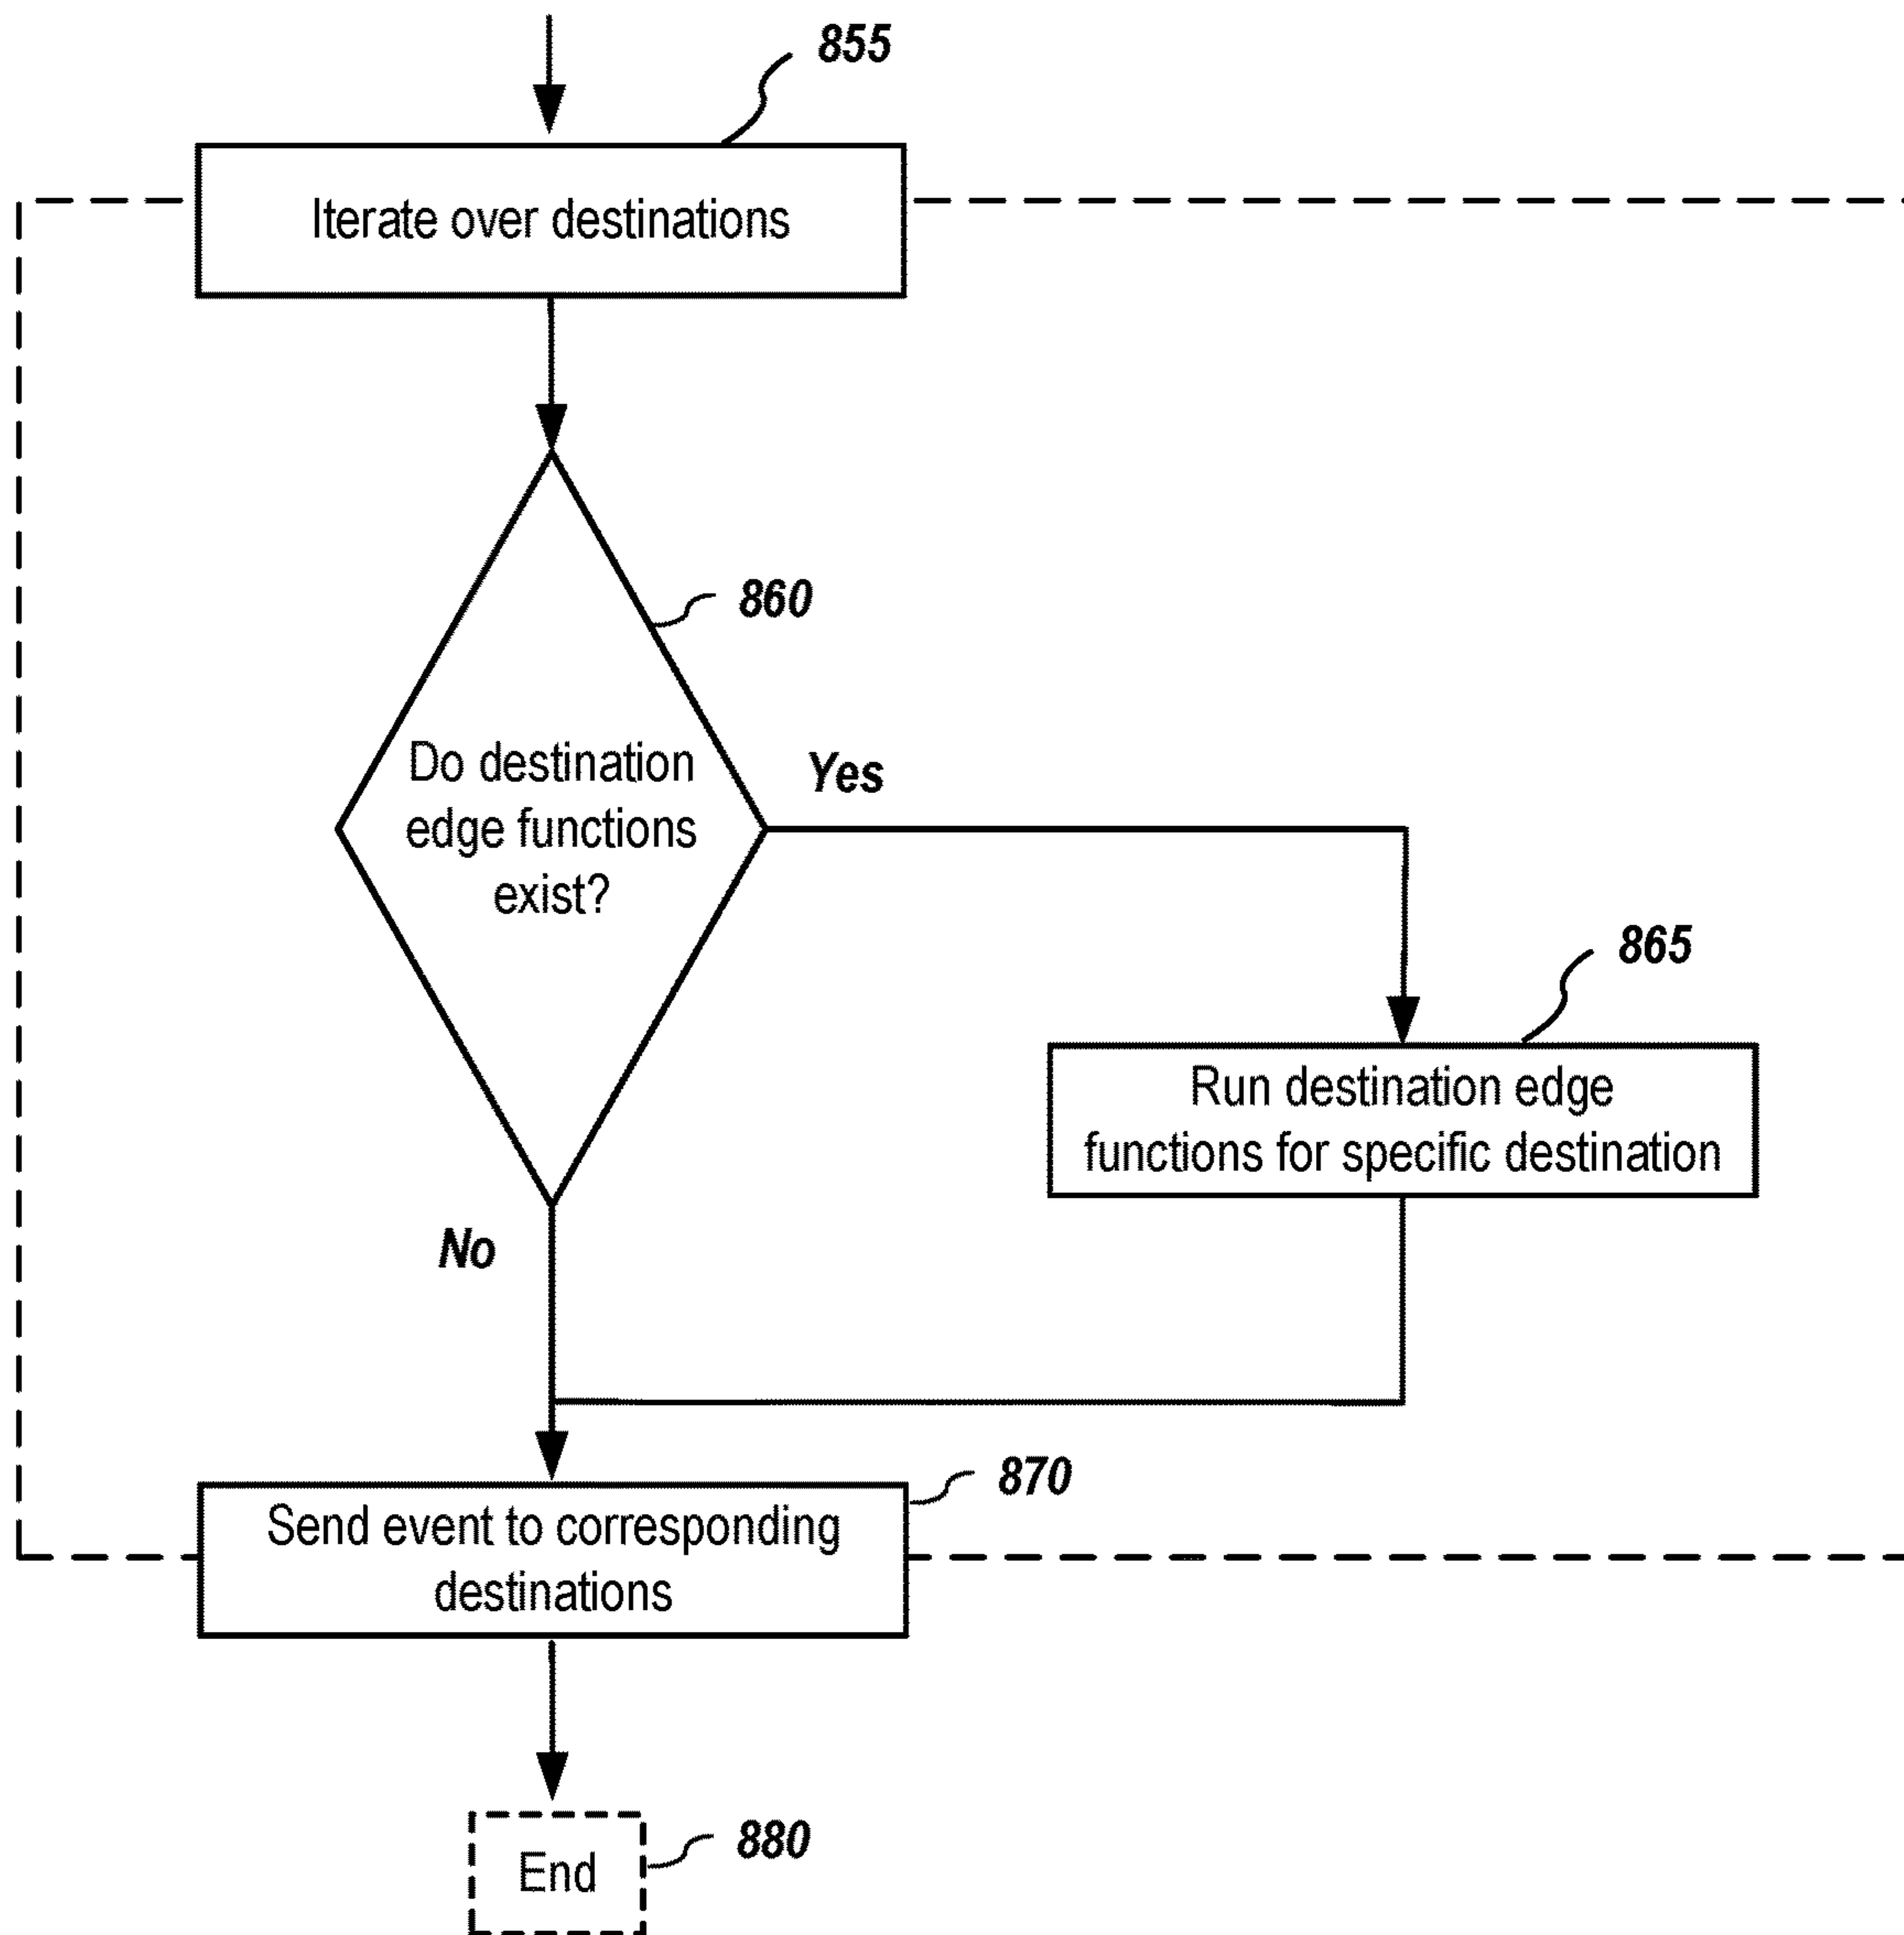 855
Iterate over destinations
860
Do destination
edge functions
exist?
Yes
865
Run destination edge
functions for specific destination
No
870
Send event to corresponding
destinations
880
End